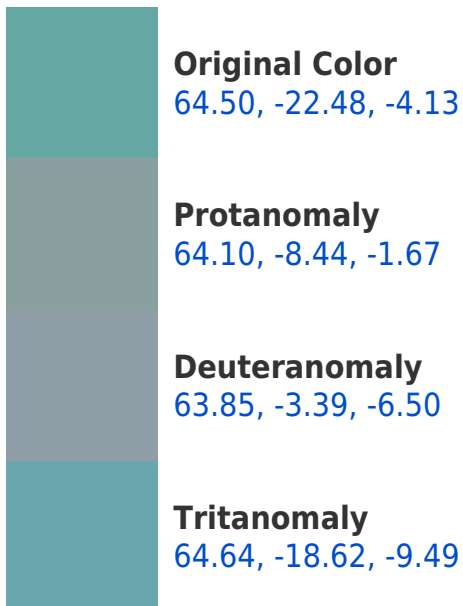 Original Color
64.50, -22.48, -4.13
Protanomaly
64.10, -8.44, -1.67
Deuteranomaly
63.85, -3.39, -6.50
Tritanomaly
64.64, -18.62, -9.49